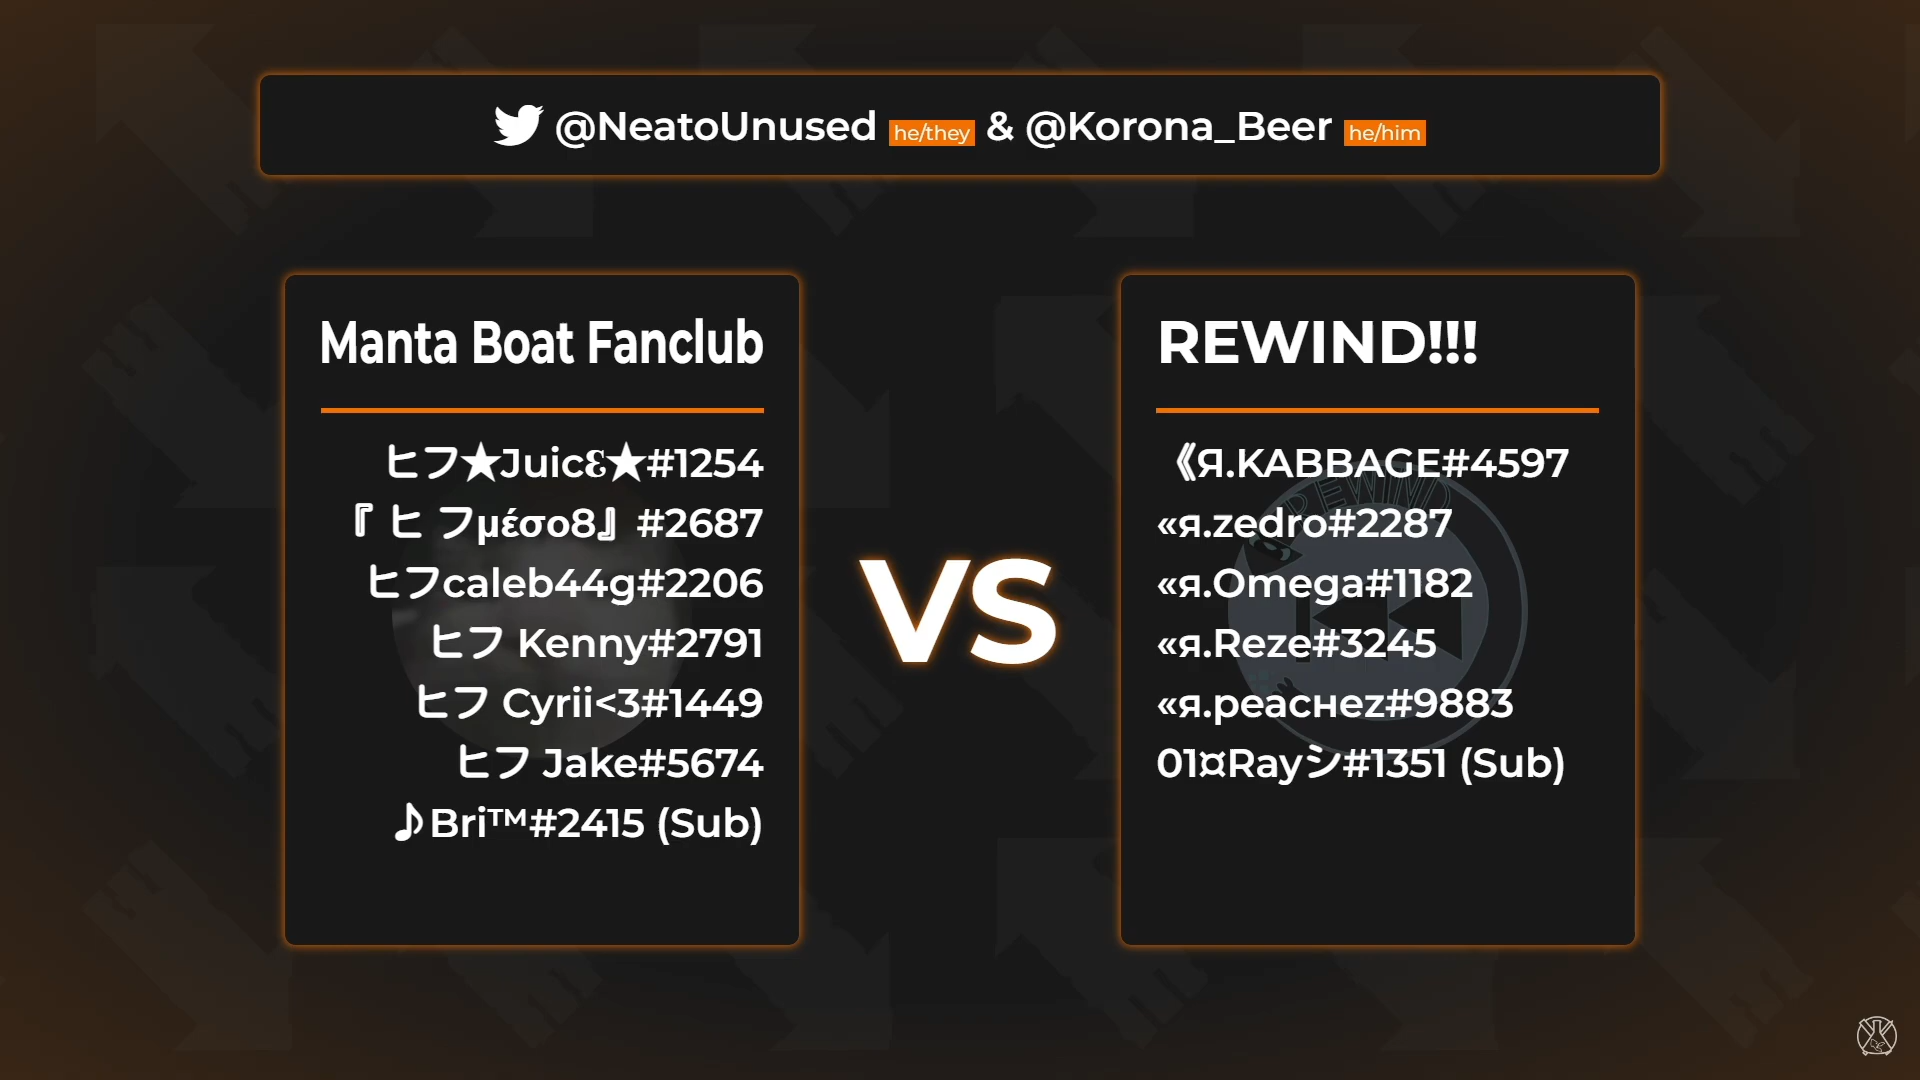 @NeatoUnused he/they & @Korona_Beer he/him
Manta Boat Fanclub
ヒフ★Juicꫀ★#1254
『 ヒ フμέσο8』#2687
ヒフcaleb44g#2206
ヒフ Kenny#2791
ヒフ Cyrii<3#1449
ヒフ Jake#5674
♪Bri™#2415 (Sub)
VS
REWIND!!!
《Я.KABBAGE#4597
«я.zedro#2287
«я.Omega#1182
«я.Reze#3245
«я.peacнez#9883
01¤Rayシ#1351 (Sub)
REWIND